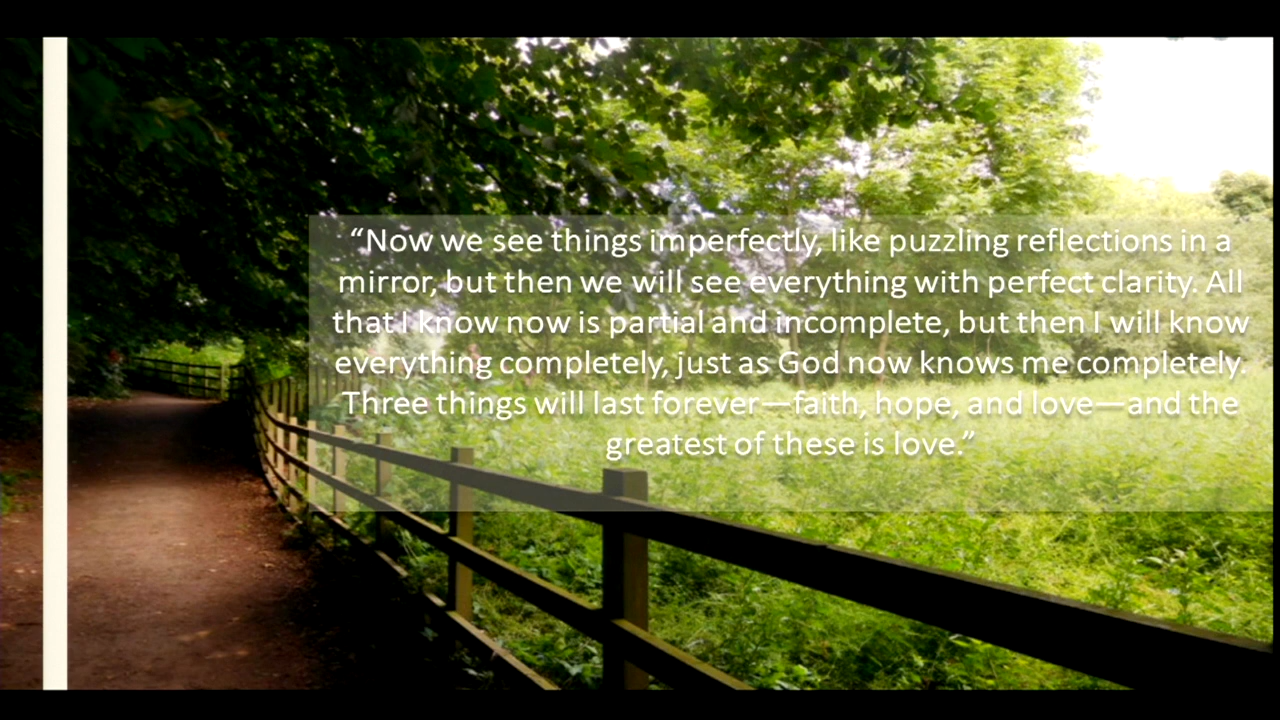 “Now we see things imperfectly, like puzzling reflections in a
mirror, but then we will see everything with perfect clarity. All
that I know now is partial and incomplete, but then I will know
everything completely, just as God now knows me completely.
Three things will last forever—faith, hope, and love—and the
greatest of these is love.”